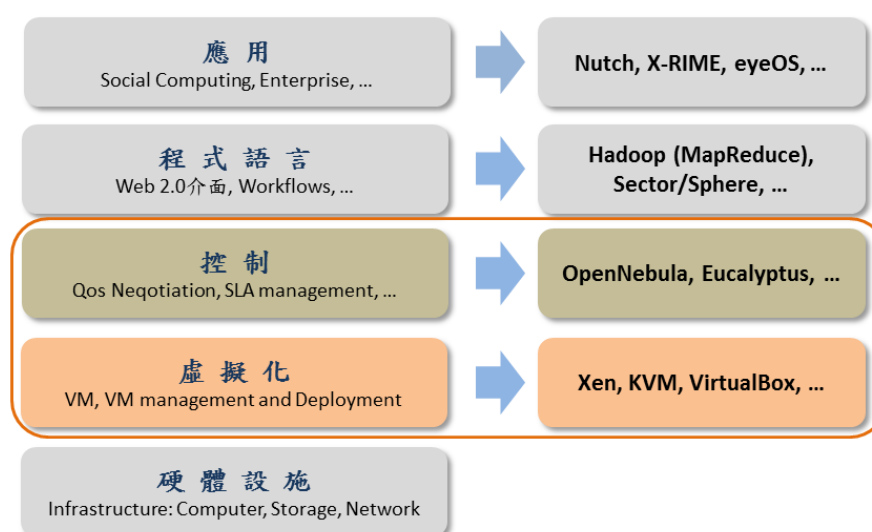 應用
Social Computing, Enterprise, ...
Nutch, X-RIME, eyeOS, ...
程式語言
Web 2.0介面, Workflows, ...
Hadoop (MapReduce),
Sector/Sphere, ...
控制
Qos Neqotiation, SLA management, ...
OpenNebula, Eucalyptus, ...
虛擬化
VM, VM management and Deployment
Xen, KVM, VirtualBox, ...
硬體設施
Infrastructure: Computer, Storage, Network